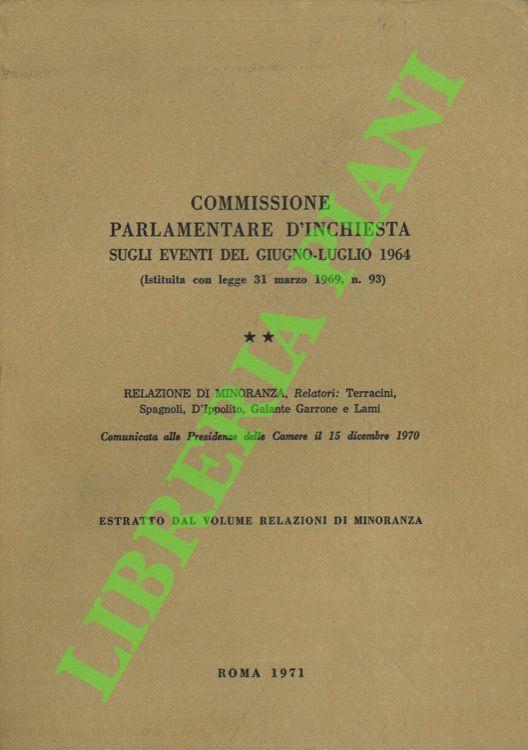 COMMISSIONE
PARLAMENTARE D'INCHIESTA
SUGLI EVENTI DEL GIUGNO-LUGLIO 1964
(Istituita con legge 31 marzo 1969, n. 93)
★ ★
RELAZIONE DI MINORANZA, Relatori: Terracini,
Spagnoli, D'Ippolito, Galante Garrone e Lami
Comunicata alle Presidenze delle Camere il 15 dicembre 1970
ESTRATTO DAL VOLUME RELAZIONI DI MINORANZA
ROMA 1971
LIBRERIA PIANI